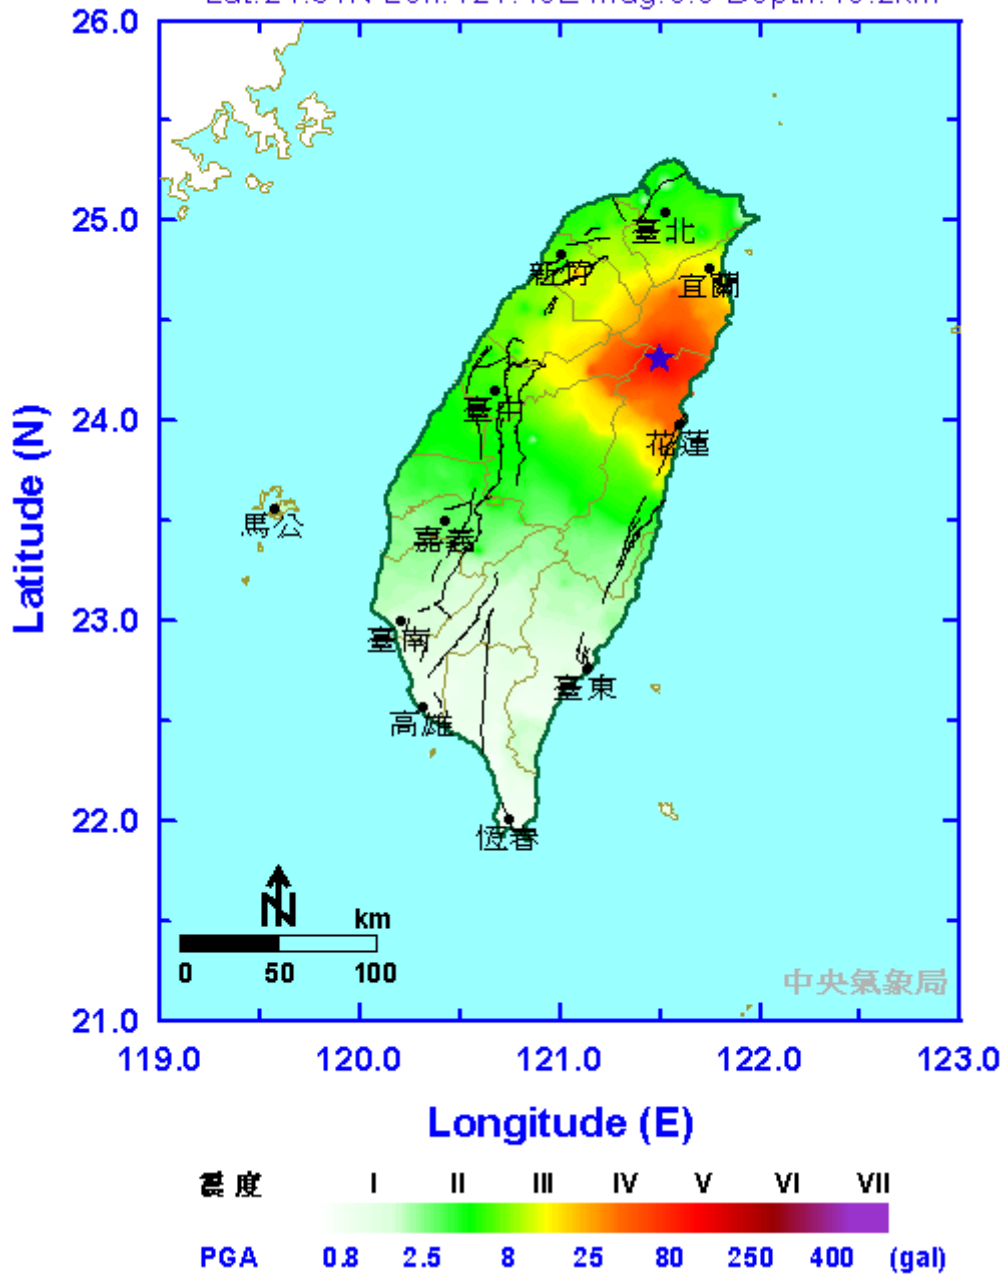 26.0
25.0
24.0
23.0
22.0
21.0
Latitude (N)
臺北
新竹
宜蘭
臺中
花蓮
馬公
嘉義
臺南
臺東
高雄
恆春
N
km
0 50 100
中央氣象局
119.0 120.0 121.0 122.0 123.0
Longitude (E)
震度 I II III IV V VI VII
PGA 0.8 2.5 8 25 80 250 400 (gal)